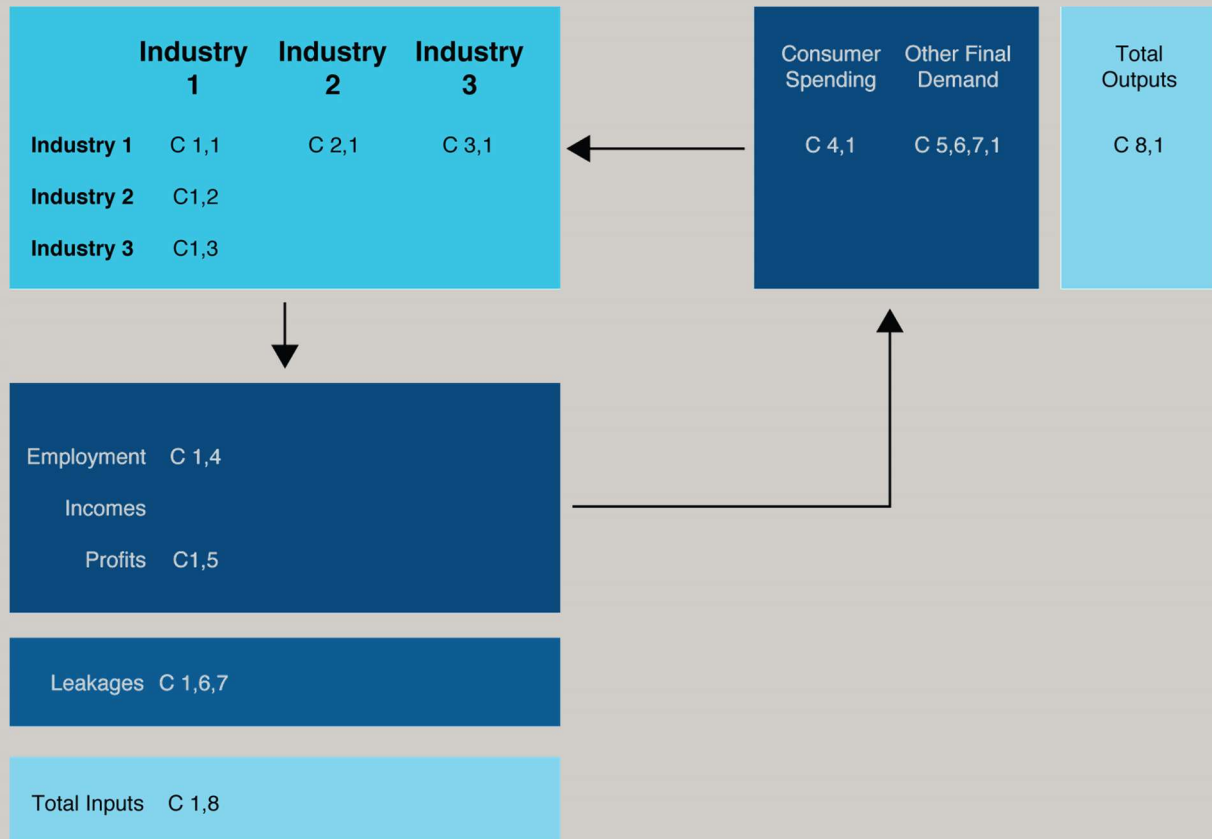 Industry 1 Industry 2 Industry 3
Consumer Spending Other Final Demand
Total Outputs
Industry 1 C 1,1 C 2,1 C 3,1 C 4,1 C 5,6,7,1 C 8,1
Industry 2 C1,2
Industry 3 C1,3
Employment C 1,4
Incomes
Profits C1,5
Leakages C 1,6,7
Total Inputs C 1,8